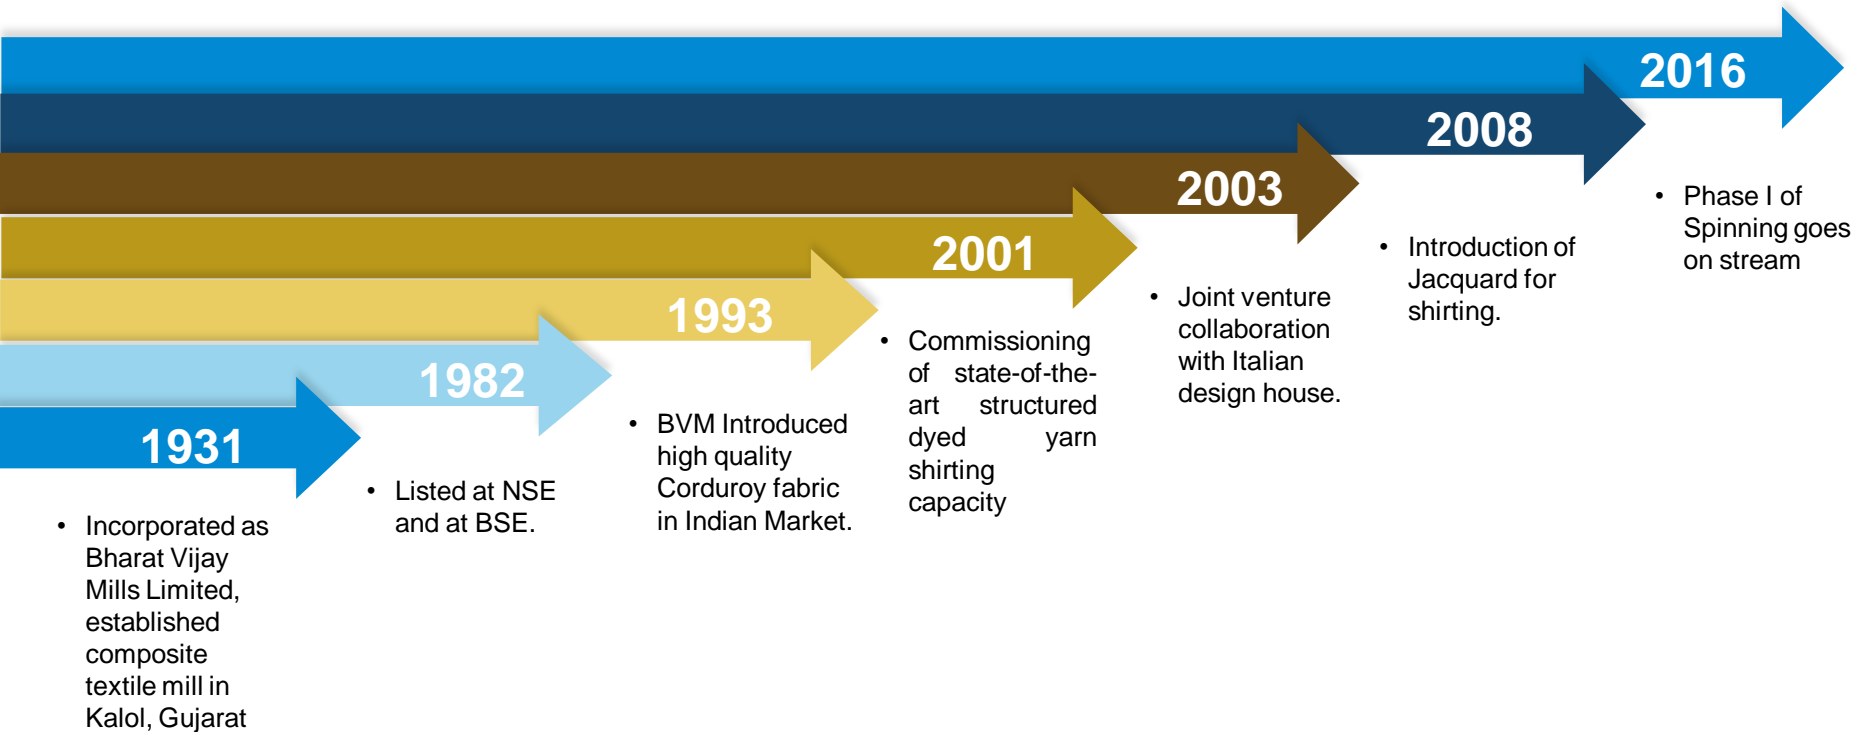 1931
• Incorporated as
Bharat Vijay
Mills Limited,
established
composite
textile mill in
Kalol, Gujarat
1982
• Listed at NSE
and at BSE.
1993
• BVM Introduced
high quality
Corduroy fabric
in Indian Market.
2001
• Commissioning
of state-of-the-
art structured
dyed yarn
shirting
capacity
2003
• Joint venture
collaboration
with Italian
design house.
2008
• Introduction of
Jacquard for
shirting.
2016
• Phase I of
Spinning goes
on stream